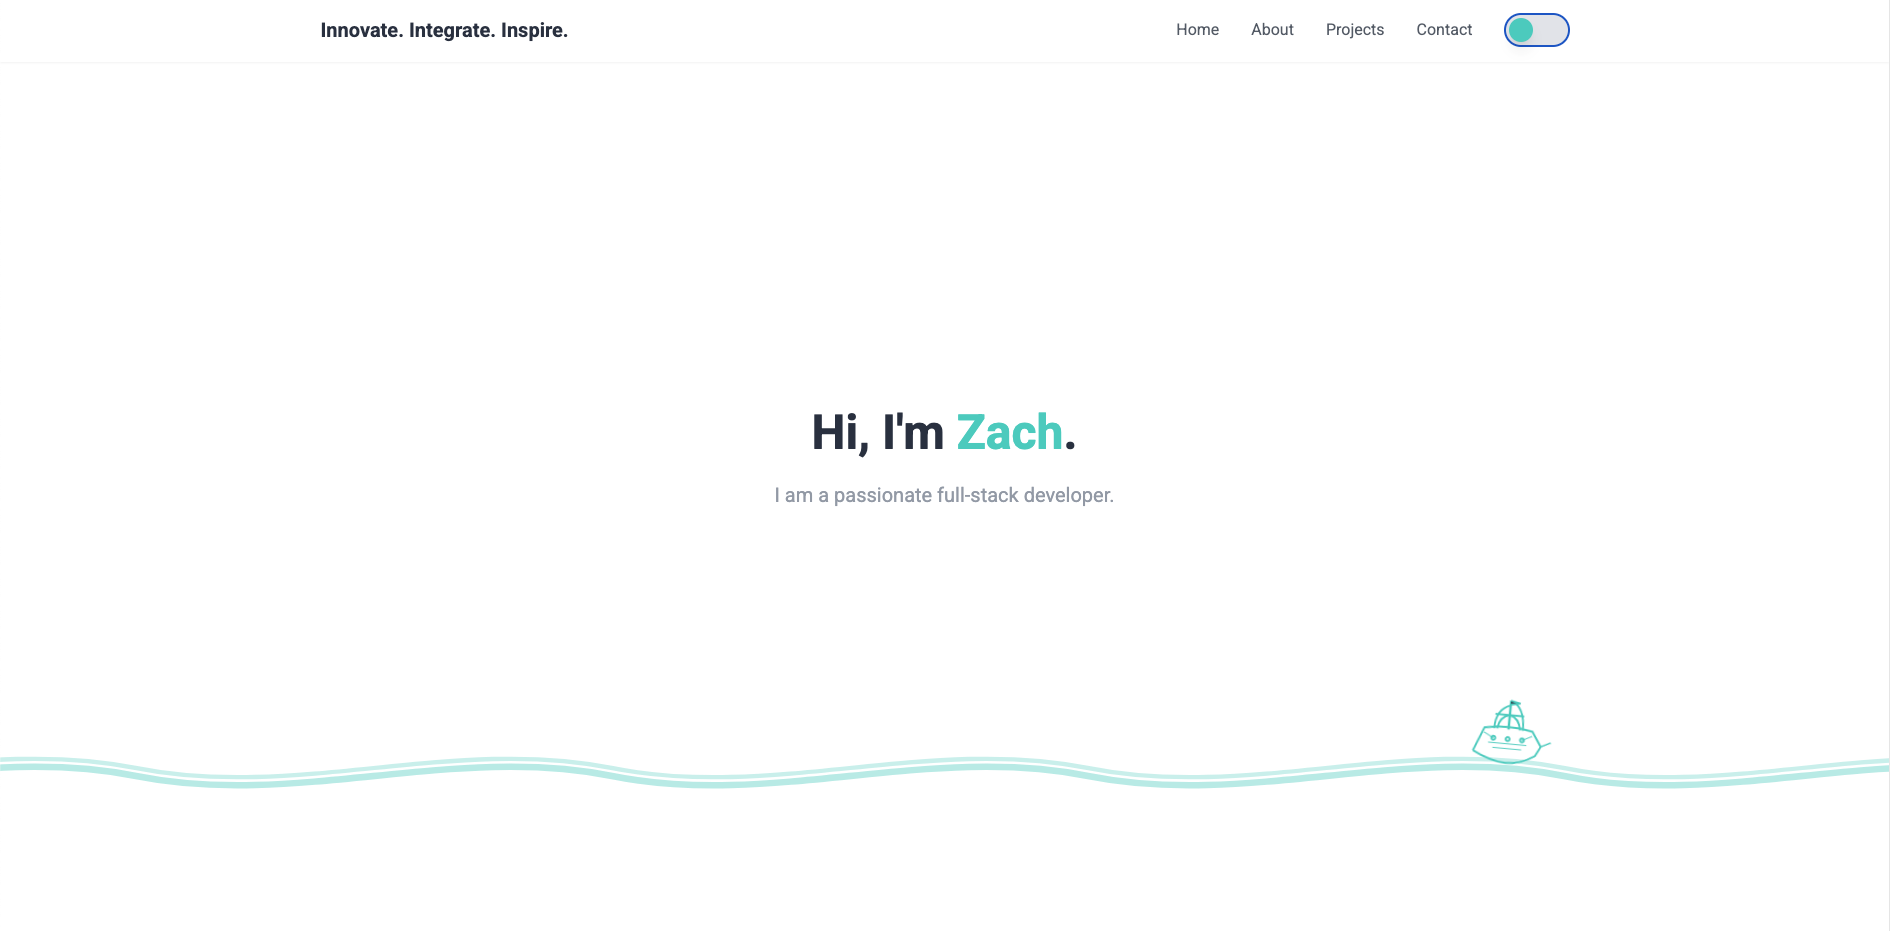 Innovate. Integrate. Inspire.
Home
About
Projects
Contact
Hi, I'm Zach.
I am a passionate full-stack developer.